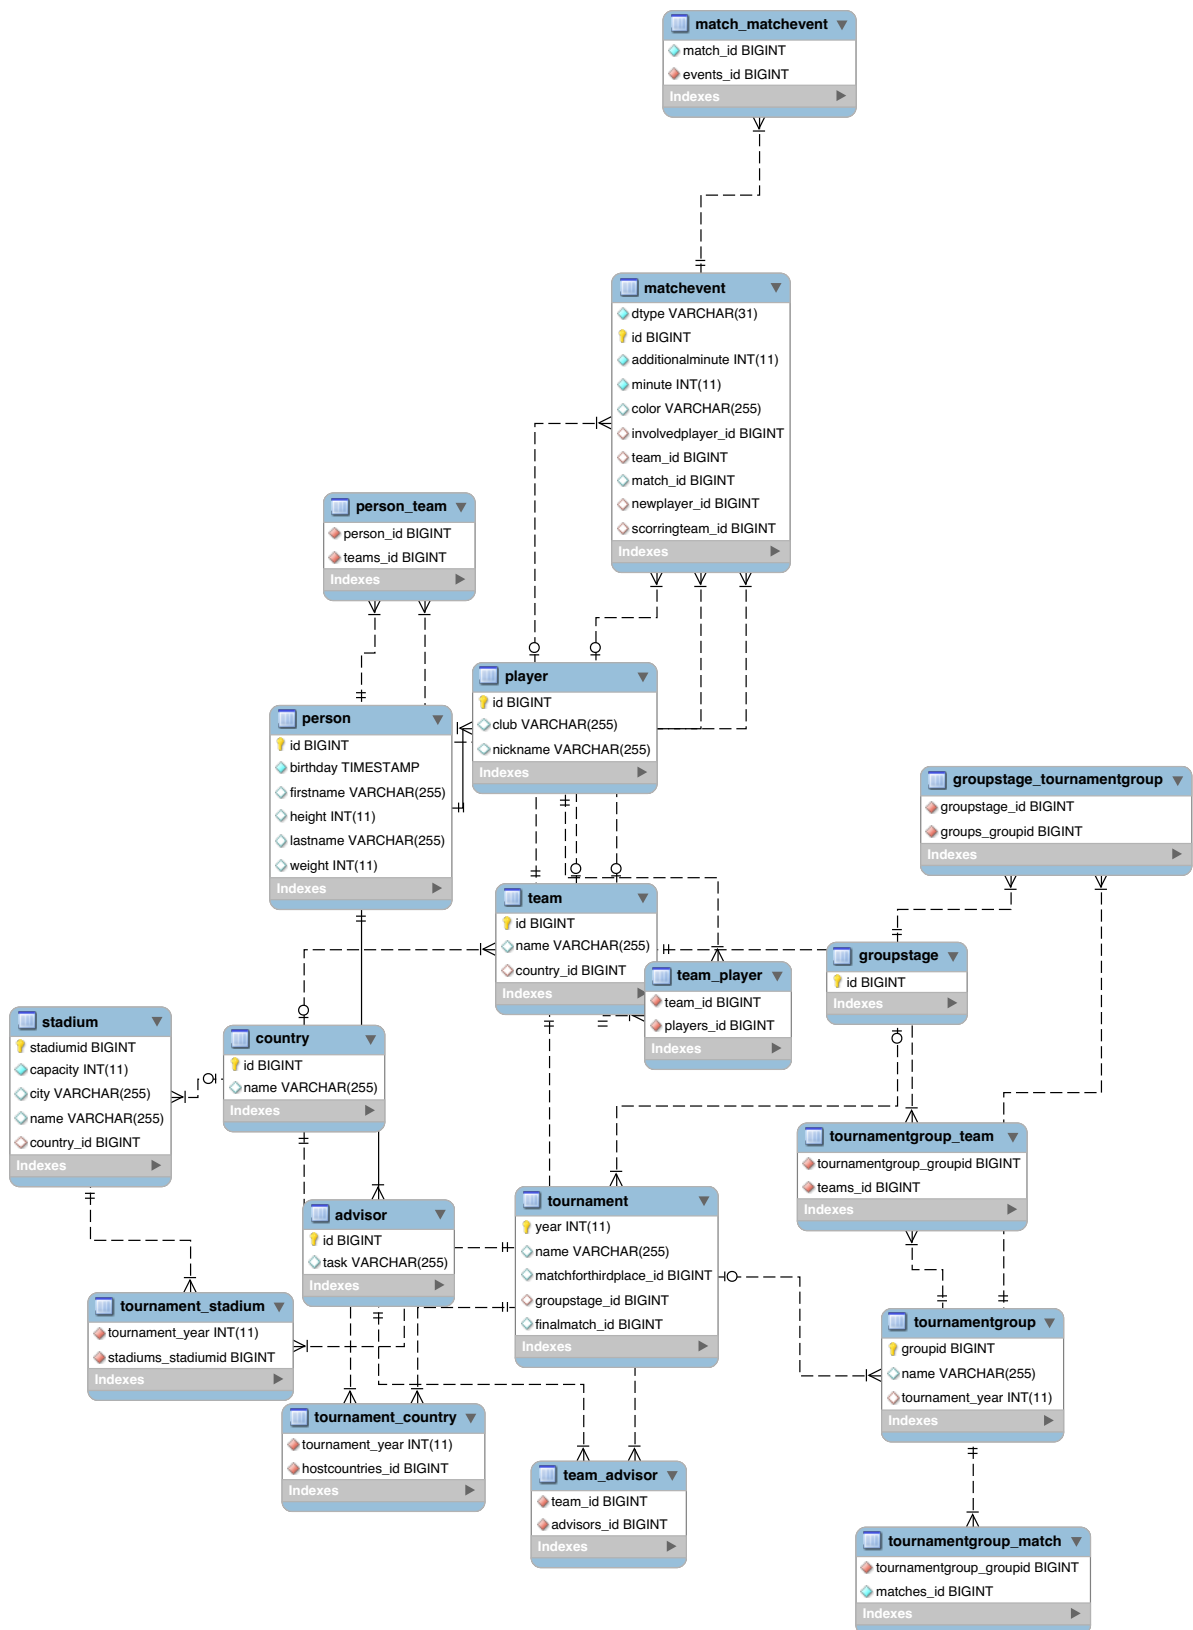 match_matchevent
match_id BIGINT
events_id BIGINT
Indexes
matchevent
dtype VARCHAR(31)
id BIGINT
additionalminute INT(11)
minute INT(11)
color VARCHAR(255)
involvedplayer_id BIGINT
team_id BIGINT
match_id BIGINT
newplayer_id BIGINT
scorringteam_id BIGINT
Indexes
person_team
person_id BIGINT
teams_id BIGINT
Indexes
player
id BIGINT
club VARCHAR(255)
nickname VARCHAR(255)
Indexes
person
id BIGINT
birthday TIMESTAMP
firstname VARCHAR(255)
height INT(11)
lastname VARCHAR(255)
weight INT(11)
Indexes
groupstage_tournamentgroup
groupstage_id BIGINT
groups_groupid BIGINT
Indexes
team
id BIGINT
name VARCHAR(255)
country_id BIGINT
Indexes
team_player
team_id BIGINT
players_id BIGINT
Indexes
groupstage
id BIGINT
Indexes
stadium
stadiumid BIGINT
capacity INT(11)
city VARCHAR(255)
name VARCHAR(255)
country_id BIGINT
Indexes
country
id BIGINT
name VARCHAR(255)
Indexes
tournamentgroup_team
tournamentgroup_groupid BIGINT
teams_id BIGINT
Indexes
advisor
id BIGINT
task VARCHAR(255)
Indexes
tournament
year INT(11)
name VARCHAR(255)
matchforthirdplace_id BIGINT
groupstage_id BIGINT
finalmatch_id BIGINT
Indexes
tournament_stadium
tournament_year INT(11)
stadiums_stadiumid BIGINT
Indexes
tournamentgroup
groupid BIGINT
name VARCHAR(255)
tournament_year INT(11)
Indexes
tournament_country
tournament_year INT(11)
hostcountries_id BIGINT
Indexes
team_advisor
team_id BIGINT
advisors_id BIGINT
Indexes
tournamentgroup_match
tournamentgroup_groupid BIGINT
matches_id BIGINT
Indexes